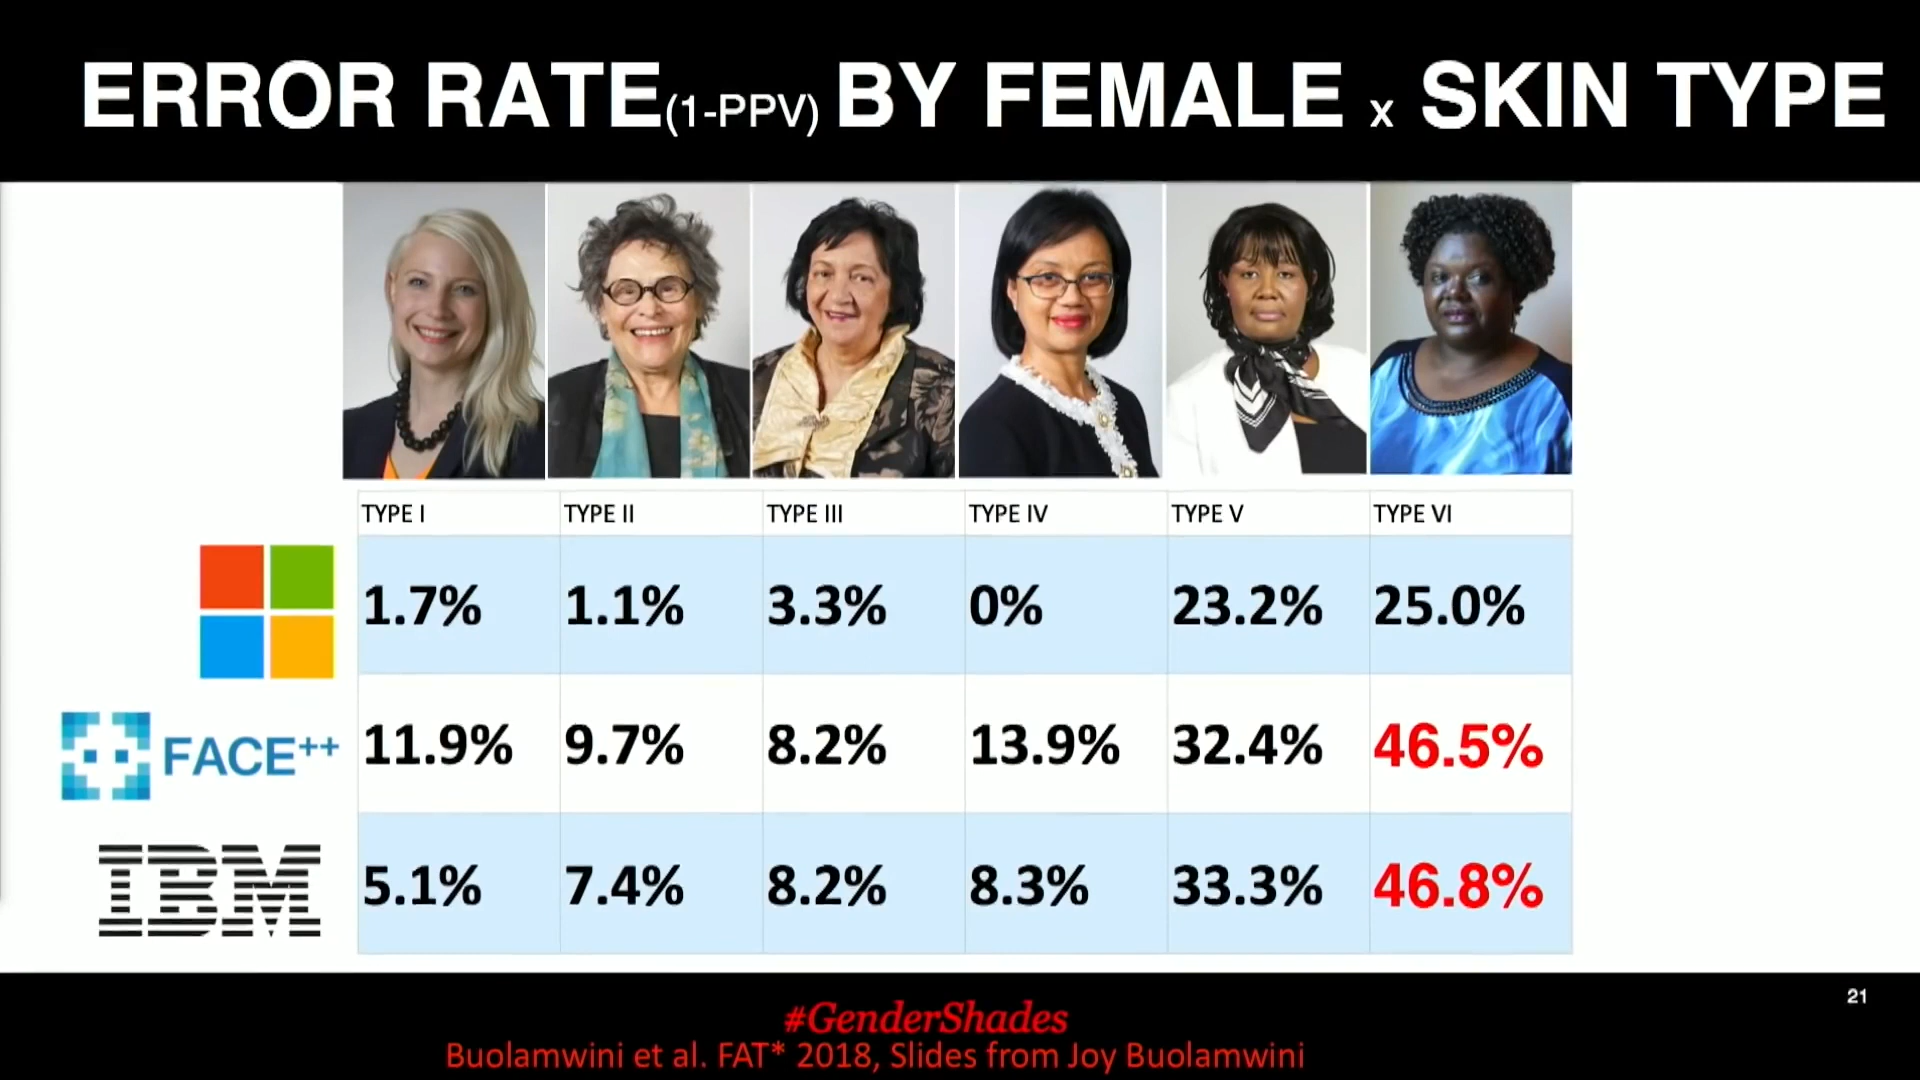 ERROR RATE(1-PPV) BY FEMALE x SKIN TYPE
TYPE I TYPE II TYPE III TYPE IV TYPE V TYPE VI
1.7% 1.1% 3.3% 0% 23.2% 25.0%
FACE++ 11.9% 9.7% 8.2% 13.9% 32.4% 46.5%
IBM 5.1% 7.4% 8.2% 8.3% 33.3% 46.8%
21
#GenderShades
Buolamwini et al. FAT* 2018, Slides from Joy Buolamwini